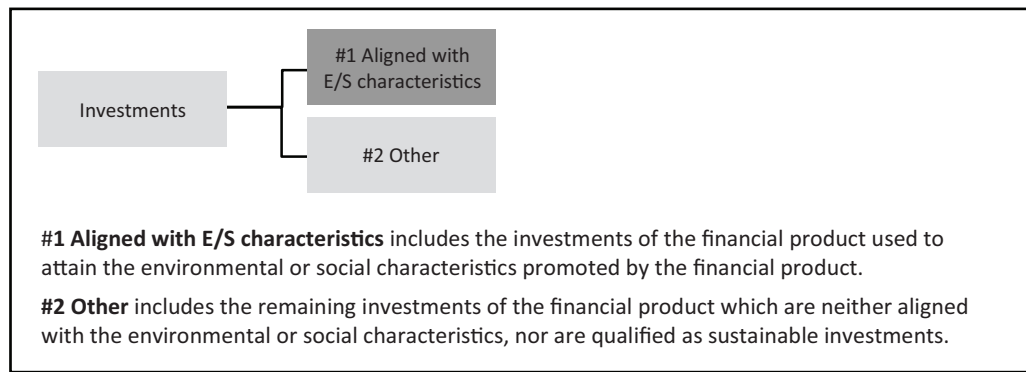 #1 Aligned with
E/S characteristics
Investments
#2 Other
#1 Aligned with E/S characteristics includes the investments of the financial product used to
attain the environmental or social characteristics promoted by the financial product.
#2 Other includes the remaining investments of the financial product which are neither aligned
with the environmental or social characteristics, nor are qualified as sustainable investments.